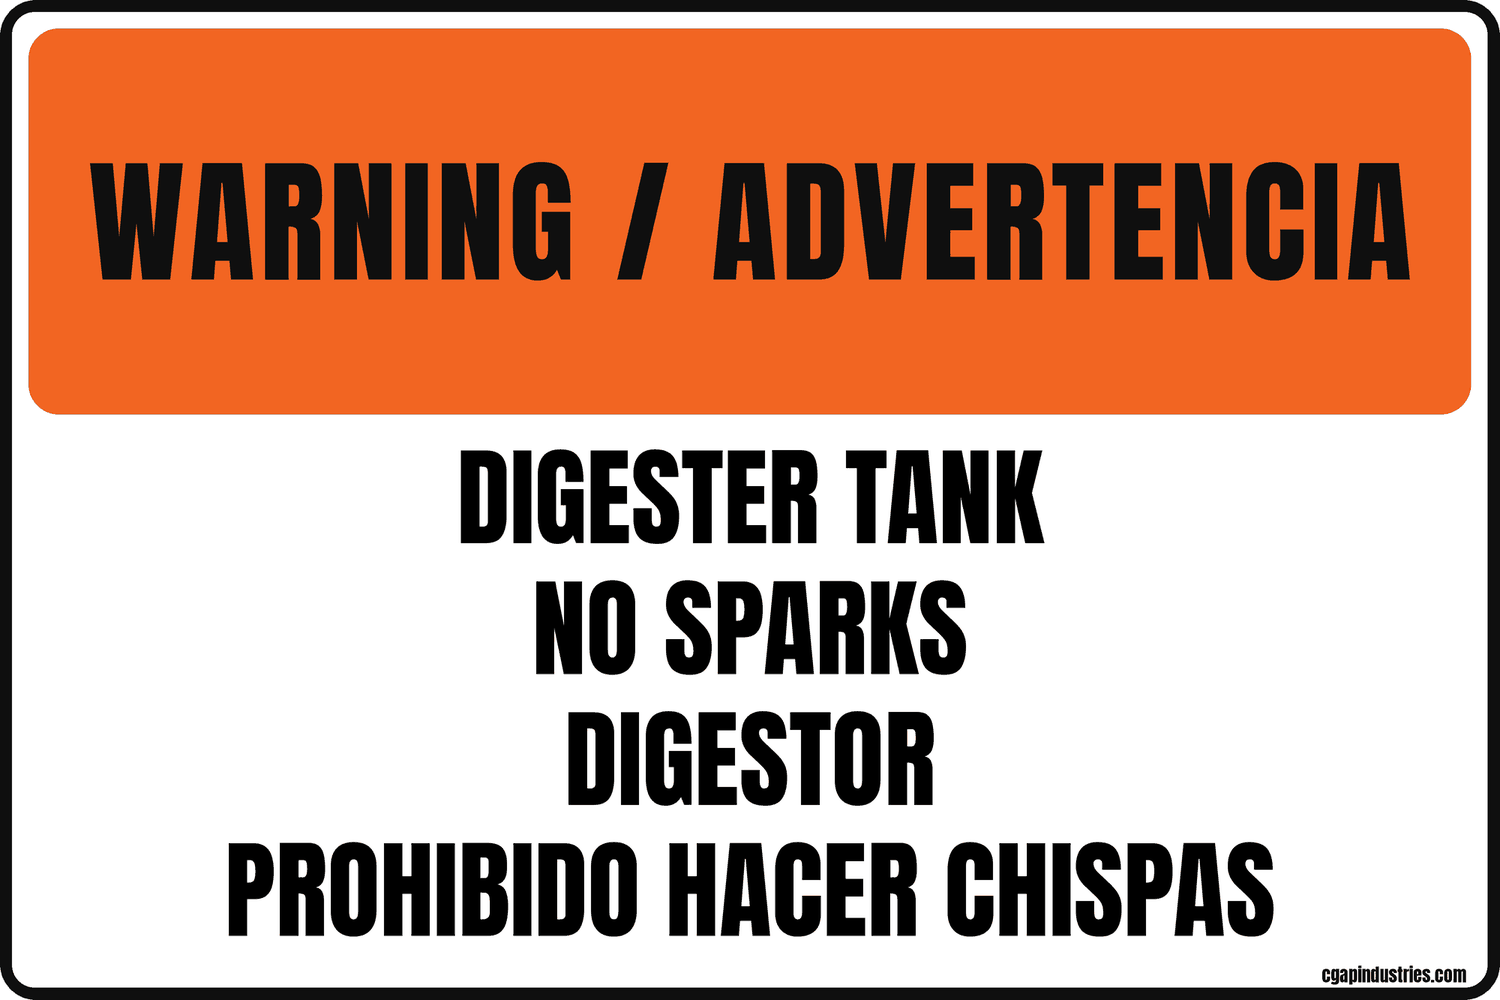 WARNING / ADVERTENCIA
DIGESTER TANK
NO SPARKS
DIGESTOR
PROHIBIDO HACER CHISPAS
cgapindustries.com